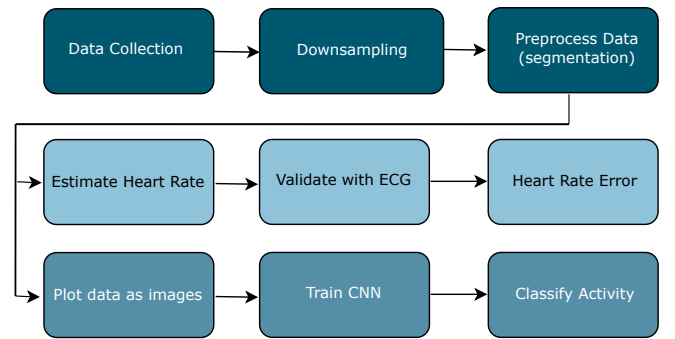 Data Collection
Downsampling
Preprocess Data
(segmentation)
Estimate Heart Rate
Validate with ECG
Heart Rate Error
Plot data as images
Train CNN
Classify Activity